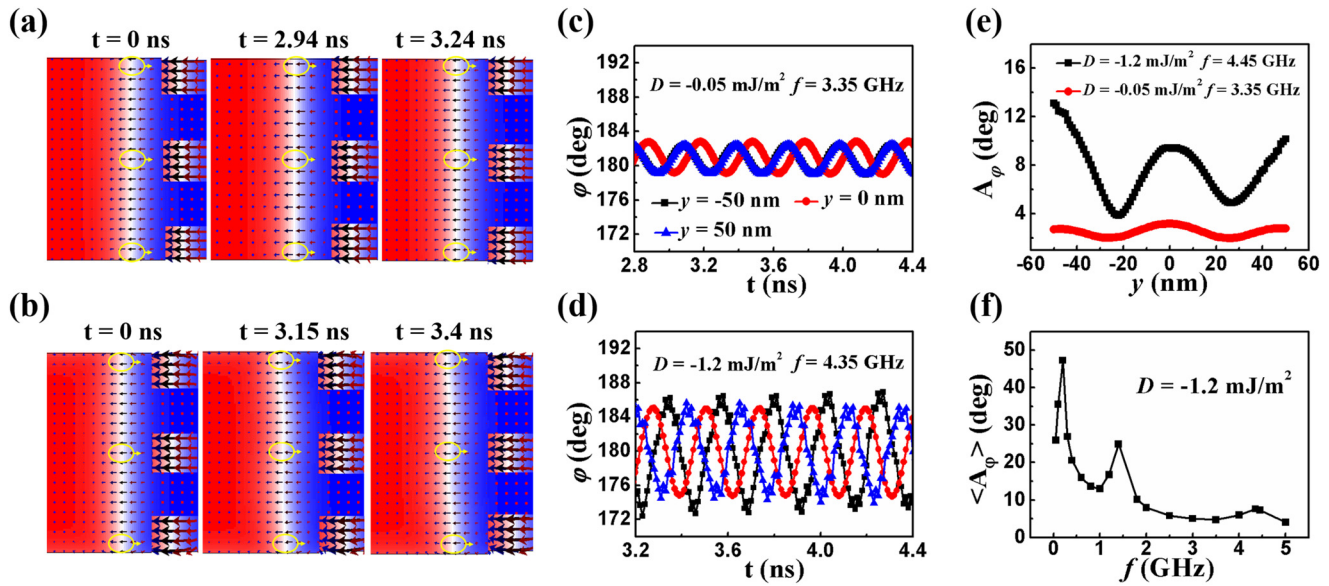 (a)
t = 0 ns
t = 2.94 ns
t = 3.24 ns
(b)
t = 0 ns
t = 3.15 ns
t = 3.4 ns
(c)
192
188
184
180
176
172
φ (deg)
D = -0.05 mJ/m² f = 3.35 GHz
y = -50 nm
y = 0 nm
y = 50 nm
2.8 3.2 3.6 4.0 4.4
t (ns)
(d)
192
188
184
180
176
172
φ (deg)
D = -1.2 mJ/m² f = 4.35 GHz
3.2 3.6 4.0 4.4
t (ns)
(e)
16
12
8
4
Aφ (deg)
D = -1.2 mJ/m² f = 4.45 GHz
D = -0.05 mJ/m² f = 3.35 GHz
-60 -40 -20 0 20 40 60
y (nm)
(f)
50
40
30
20
10
0
<Aφ> (deg)
D = -1.2 mJ/m²
0 1 2 3 4 5
f (GHz)